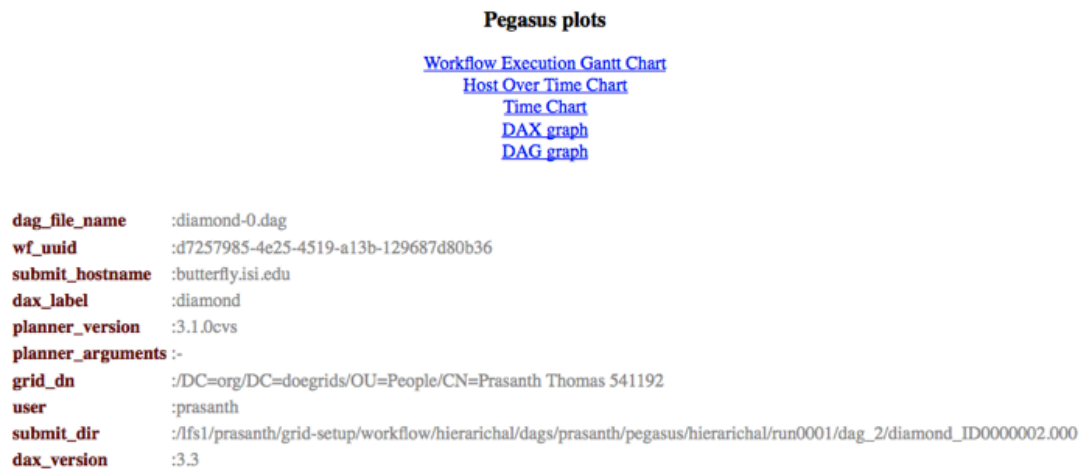 Pegasus plots
Workflow Execution Gantt Chart
Host Over Time Chart
Time Chart
DAX graph
DAG graph
dag_file_name :diamond-0.dag
wf_uuid :d7257985-4e25-4519-a13b-129687d80b36
submit_hostname :butterfly.isi.edu
dax_label :diamond
planner_version :3.1.0cvs
planner_arguments :-
grid_dn :/DC=org/DC=doegrids/OU=People/CN=Prasanth Thomas 541192
user :prasanth
submit_dir :/lfs1/prasanth/grid-setup/workflow/hierarichal/dags/prasanth/pegasus/hierarichal/run0001/dag_2/diamond_ID0000002.000
dax_version :3.3